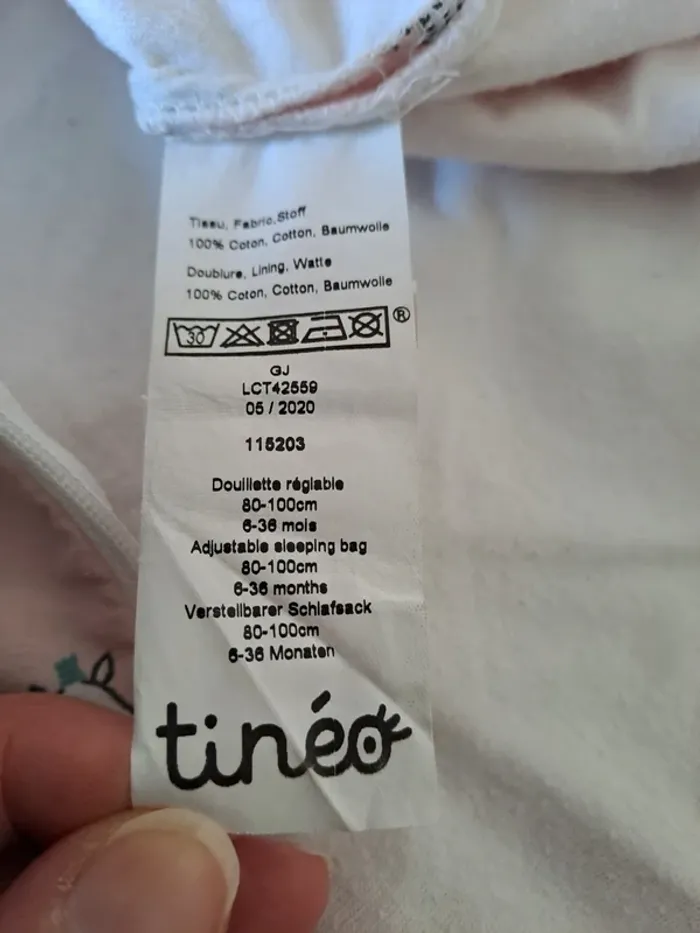 Tissu, Fabric, Stoff
100% Coton, Cotton, Baumwolle
Doublure, Lining, Watte
100% Coton, Cotton, Baumwolle
30
®
GJ
LCT42559
05 / 2020
115203
Douillette réglable
80-100cm
6-36 mois
Adjustable sleeping bag
80-100cm
6-36 months
Verstellbarer Schlafsack
80-100cm
6-36 Monaten
tinéo